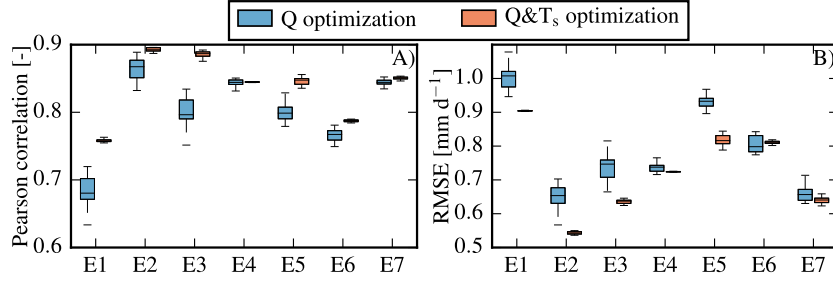 Q optimization Q&Ts optimization
A)
Pearson correlation [-]
0.9
0.8
0.7
0.6
E1 E2 E3 E4 E5 E6 E7
B)
RMSE [mm d−1]
1.0
0.9
0.8
0.7
0.6
0.5
E1 E2 E3 E4 E5 E6 E7